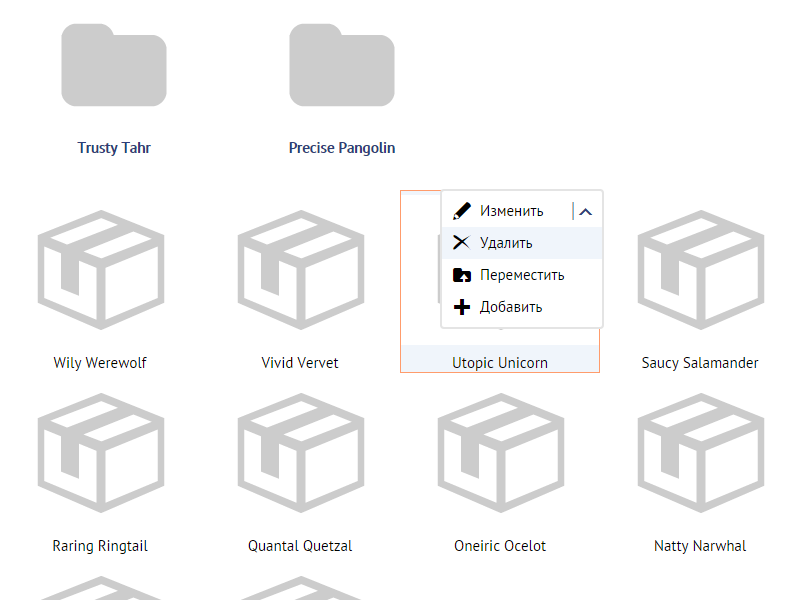 Trusty Tahr
Precise Pangolin
Изменить
Удалить
Переместить
Добавить
Wily Werewolf
Vivid Vervet
Utopic Unicorn
Saucy Salamander
Raring Ringtail
Quantal Quetzal
Oneiric Ocelot
Natty Narwhal